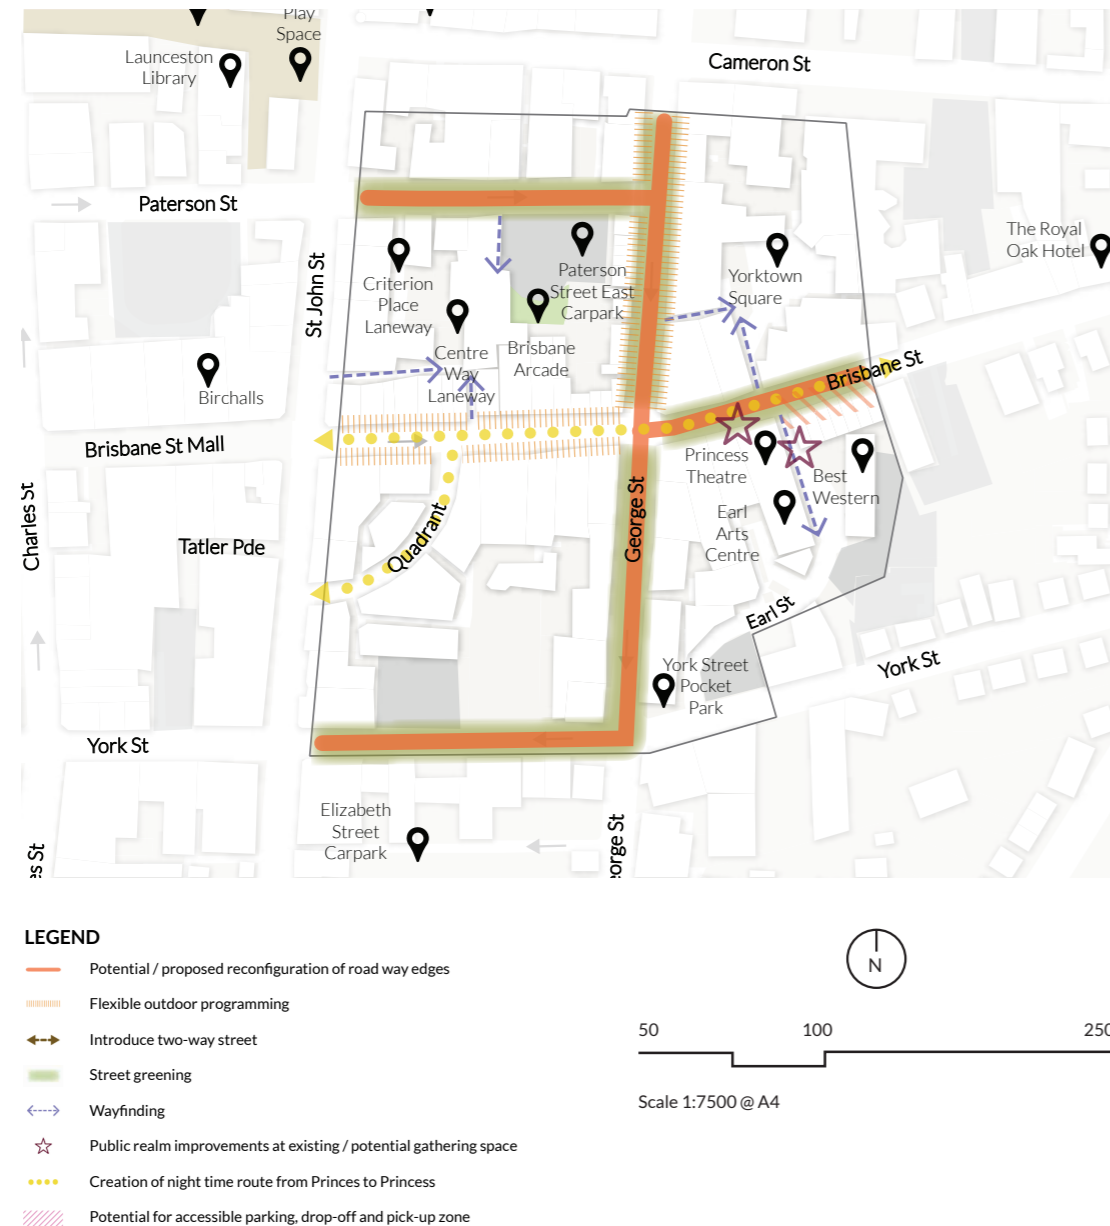 Play
Space
Launceston
Library
Cameron St
Paterson St
St John St
Criterion
Place
Laneway
Paterson
Street East
Carpark
Yorktown
Square
The Royal
Oak Hotel
Centre
Way
Laneway
Brisbane
Arcade
Birchalls
Brisbane St
Brisbane St Mall
Princess
Theatre
Best
Western
Charles St
Tatler Pde
Quadrant
George St
Earl
Arts
Centre
Earl St
York St
York Street
Pocket
Park
York St
Elizabeth
Street
Carpark
orge St
es St
LEGEND
Potential / proposed reconfiguration of road way edges
Flexible outdoor programming
Introduce two-way street
Street greening
Wayfinding
Public realm improvements at existing / potential gathering space
Creation of night time route from Princes to Princess
Potential for accessible parking, drop-off and pick-up zone
N
50 100 250
Scale 1:7500 @ A4